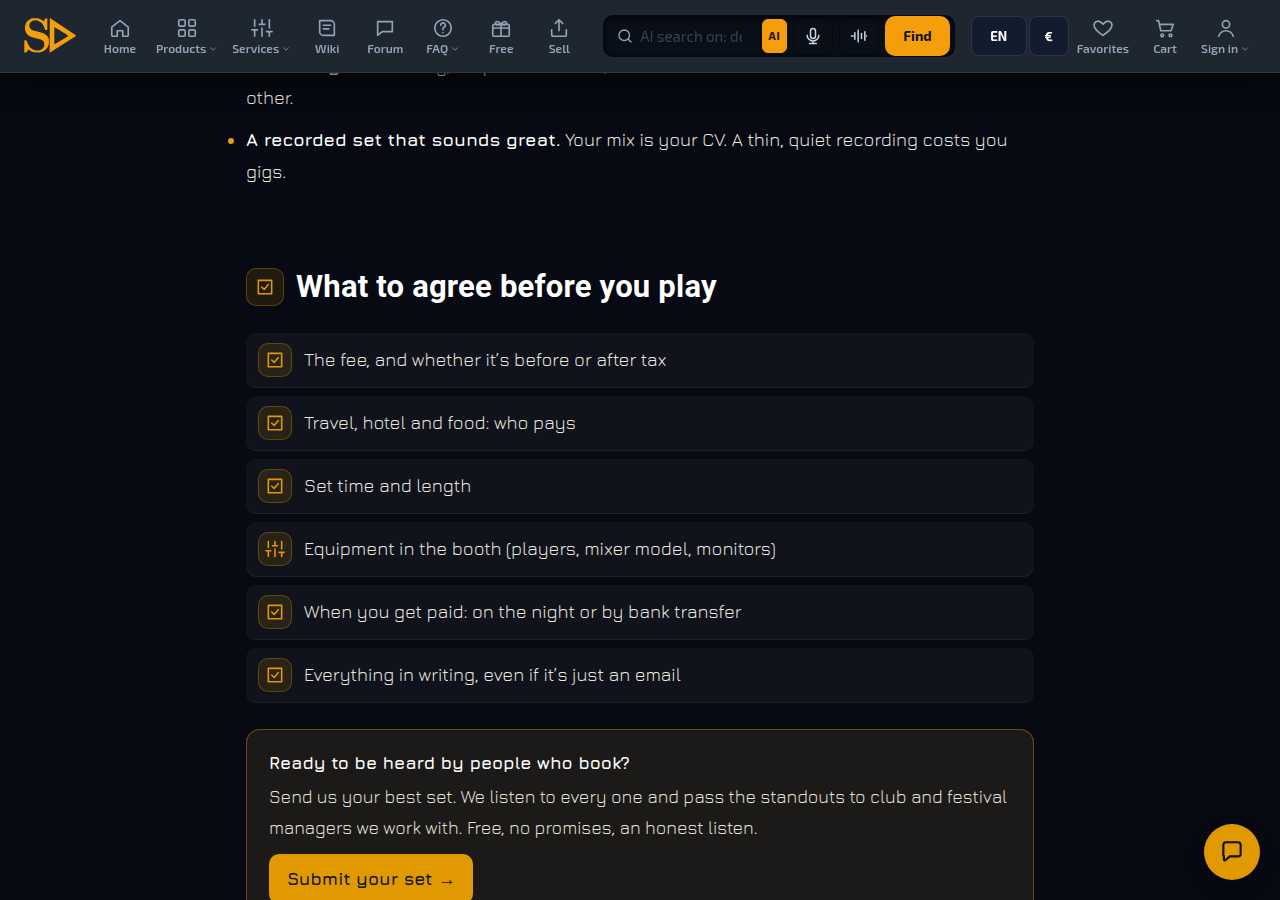 SD
Home
Products
Services
Wiki
Forum
FAQ
Free
Sell
AI search on:
AI
Find
EN
€
Favorites
Cart
Sign in
other.
A recorded set that sounds great. Your mix is your CV. A thin, quiet recording costs you
gigs.
What to agree before you play
The fee, and whether it's before or after tax
Travel, hotel and food: who pays
Set time and length
Equipment in the booth (players, mixer model, monitors)
When you get paid: on the night or by bank transfer
Everything in writing, even if it's just an email
Ready to be heard by people who book?
Send us your best set. We listen to every one and pass the standouts to club and festival
managers we work with. Free, no promises, an honest listen.
Submit your set →